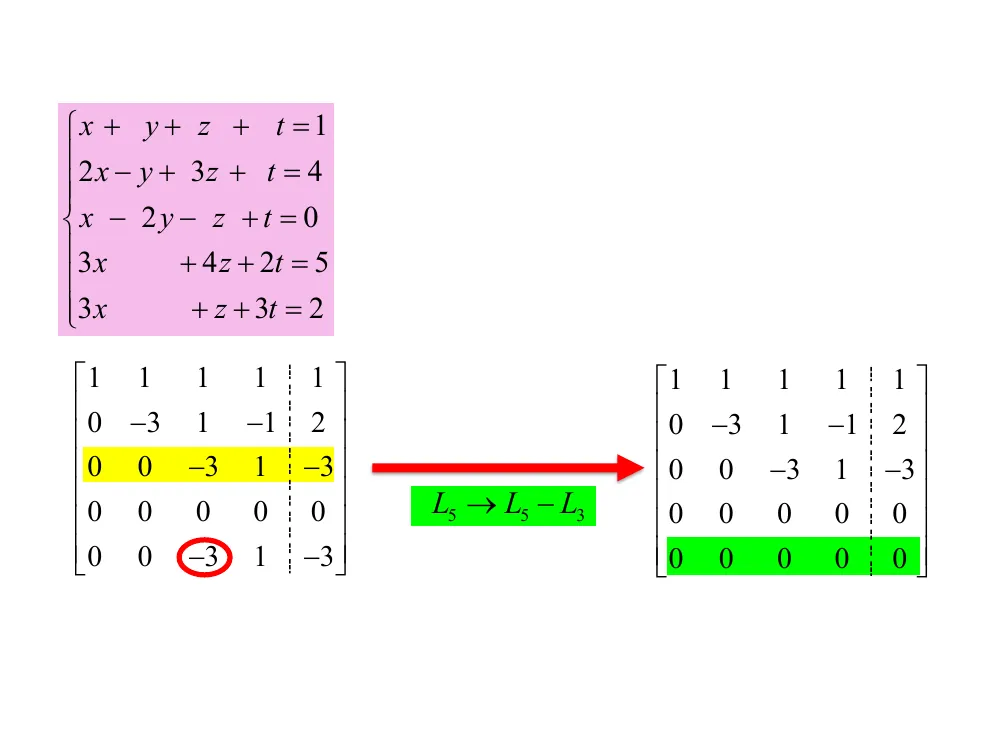 x + y + z + t = 1
2x − y + 3z + t = 4
x − 2y − z + t = 0
3x + 4z + 2t = 5
3x + z + 3t = 2
1 1 1 1 1
0 −3 1 −1 2
0 0 −3 1 −3
0 0 0 0 0
0 0 −3 1 −3
L₅ → L₅ − L₃
1 1 1 1 1
0 −3 1 −1 2
0 0 −3 1 −3
0 0 0 0 0
0 0 0 0 0